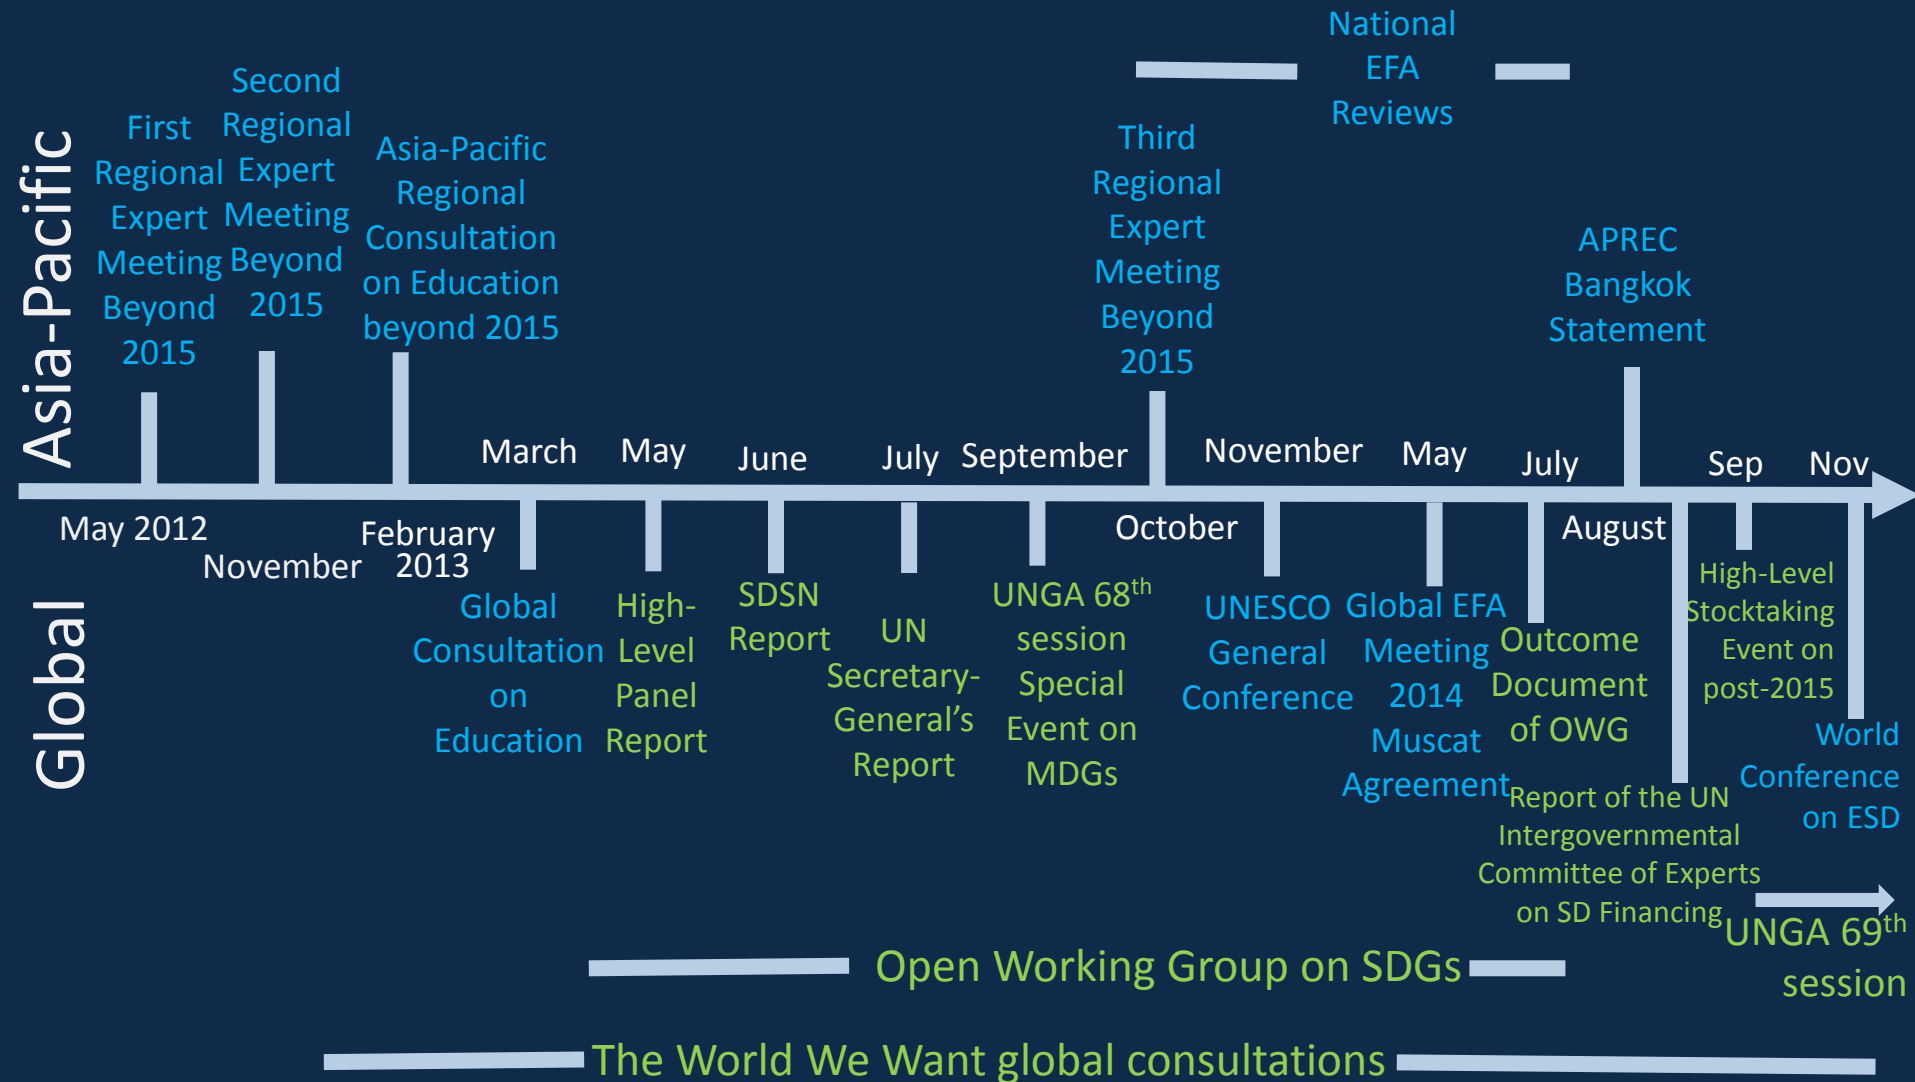 National
EFA
Reviews
Asia-Pacific
First
Regional
Expert
Meeting
Beyond
2015
Second
Regional
Expert
Meeting
Beyond
2015
Asia-Pacific
Regional
Consultation
on Education
beyond 2015
Third
Regional
Expert
Meeting
Beyond
2015
APREC
Bangkok
Statement
March
May
June
July
September
November
May
July
Sep
Nov
May 2012
November
February
2013
October
August
Global
Global
Consultation
on
Education
High-
Level
Panel
Report
SDSN
Report
UN
Secretary-
General’s
Report
UNGA 68th
session
Special
Event on
MDGs
UNESCO
General
Conference
Global EFA
Meeting
2014
Muscat
Agreement
Outcome
Document
of OWG
Report of the UN
Intergovernmental
Committee of Experts
on SD Financing
High-Level
Stocktaking
Event on
post-2015
World
Conference
on ESD
UNGA 69th
session
Open Working Group on SDGs
The World We Want global consultations